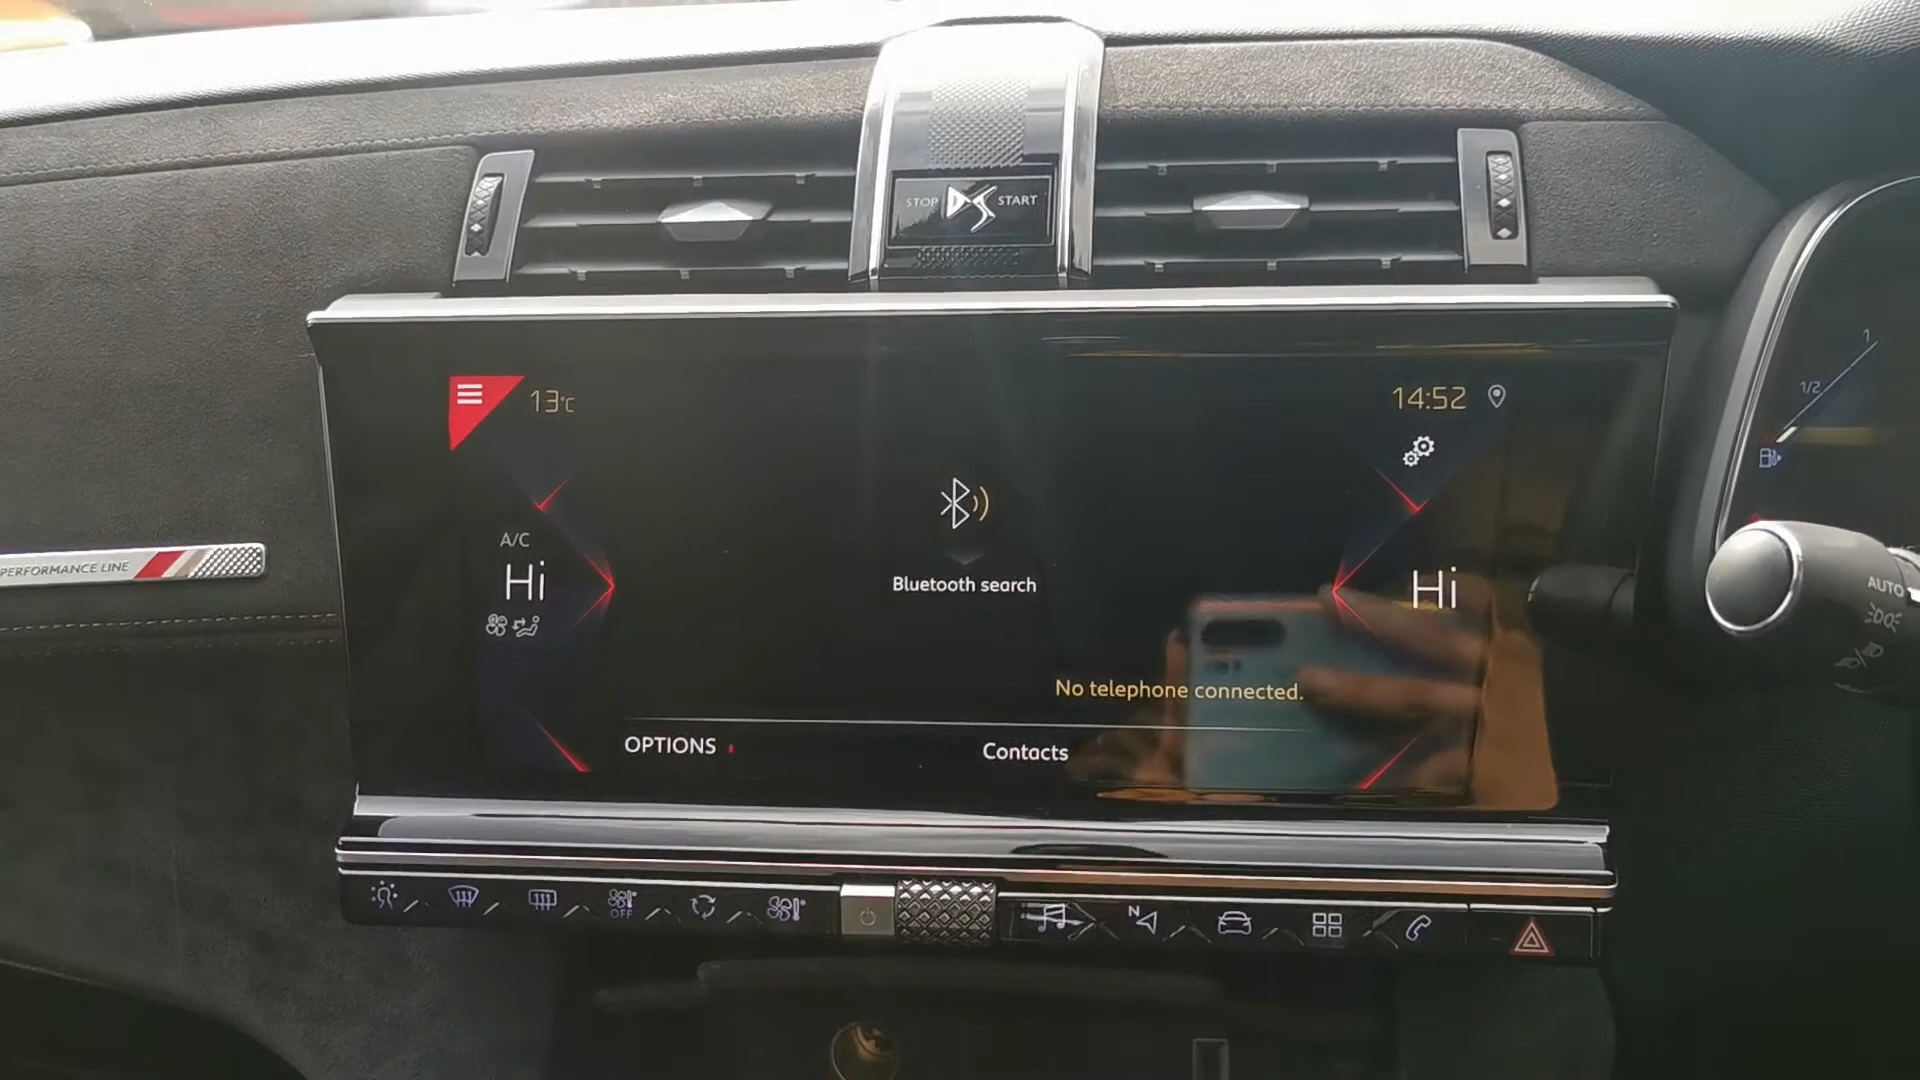 STOP DS START
13°C
14:52
1
1/2
A/C
Hi
Hi
Bluetooth search
PERFORMANCE LINE
AUTO
No telephone connected.
OPTIONS
Contacts
OFF
N